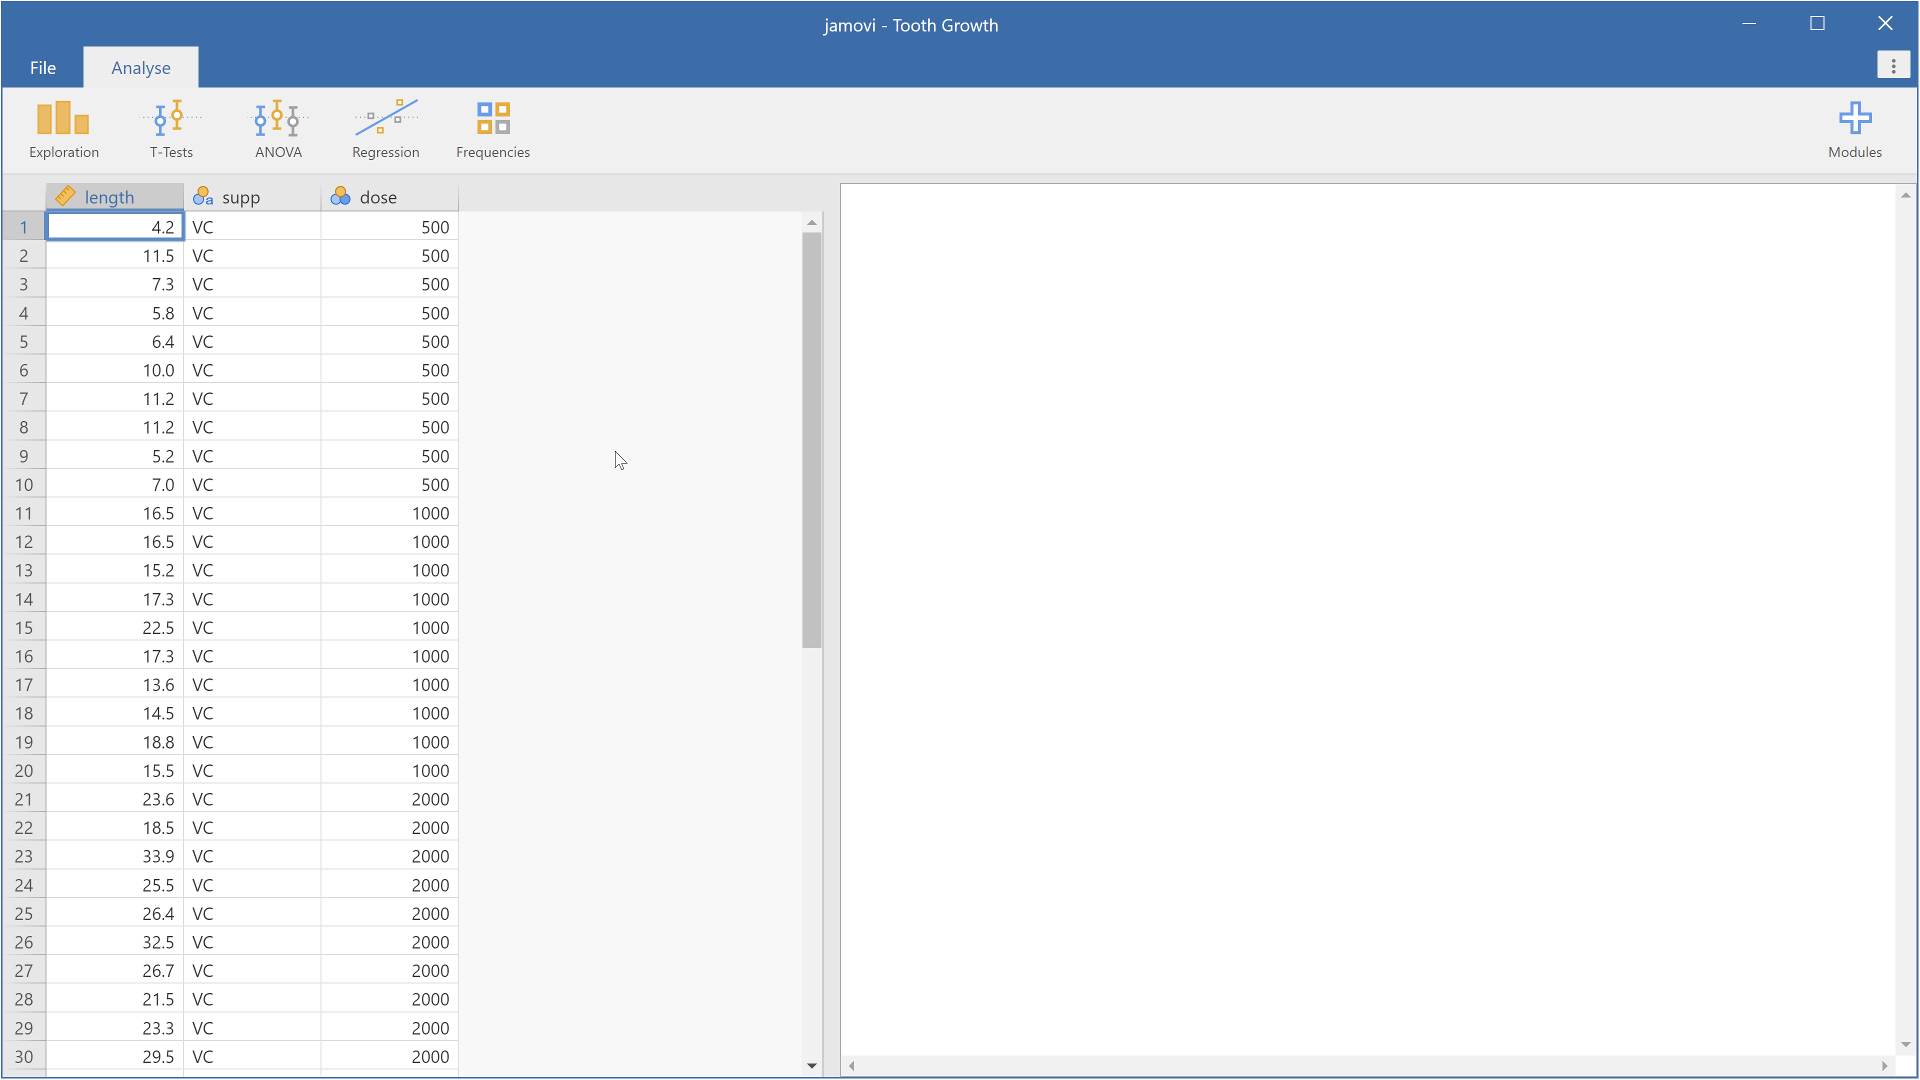 jamovi - Tooth Growth
File Analyse
Exploration T-Tests ANOVA Regression Frequencies Modules
length supp dose
1 4.2 VC 500
2 11.5 VC 500
3 7.3 VC 500
4 5.8 VC 500
5 6.4 VC 500
6 10.0 VC 500
7 11.2 VC 500
8 11.2 VC 500
9 5.2 VC 500
10 7.0 VC 500
11 16.5 VC 1000
12 16.5 VC 1000
13 15.2 VC 1000
14 17.3 VC 1000
15 22.5 VC 1000
16 17.3 VC 1000
17 13.6 VC 1000
18 14.5 VC 1000
19 18.8 VC 1000
20 15.5 VC 1000
21 23.6 VC 2000
22 18.5 VC 2000
23 33.9 VC 2000
24 25.5 VC 2000
25 26.4 VC 2000
26 32.5 VC 2000
27 26.7 VC 2000
28 21.5 VC 2000
29 23.3 VC 2000
30 29.5 VC 2000